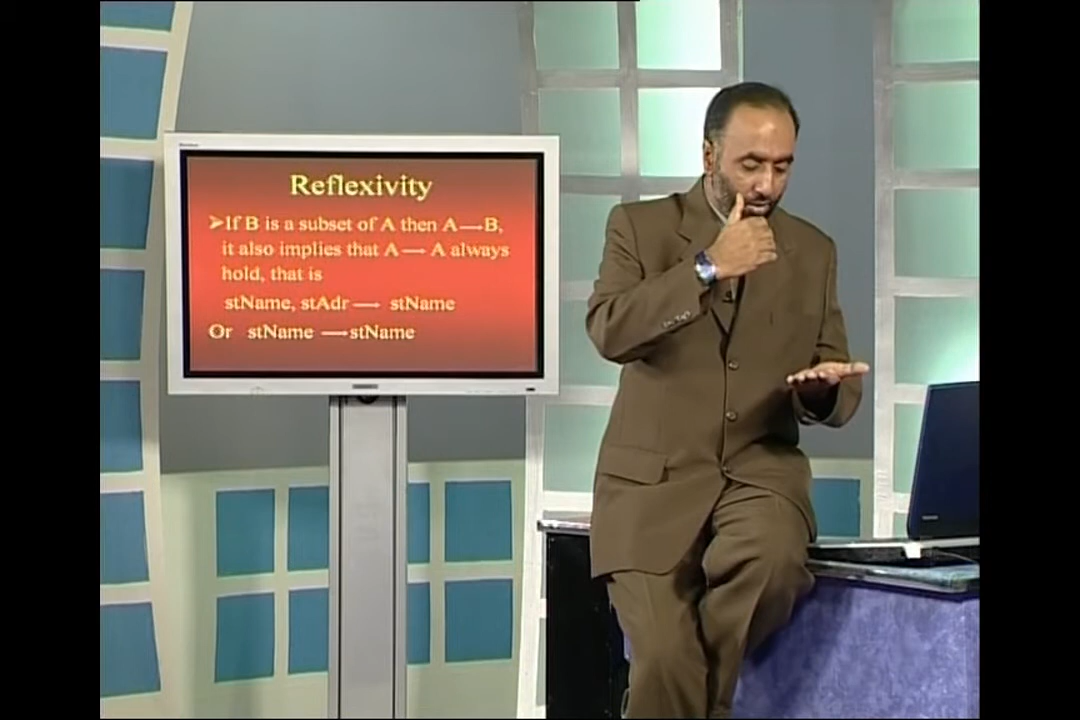 Reflexivity
➢If B is a subset of A then A—B,
it also implies that A— A always
hold, that is
stName, stAdr — stName
Or stName —stName